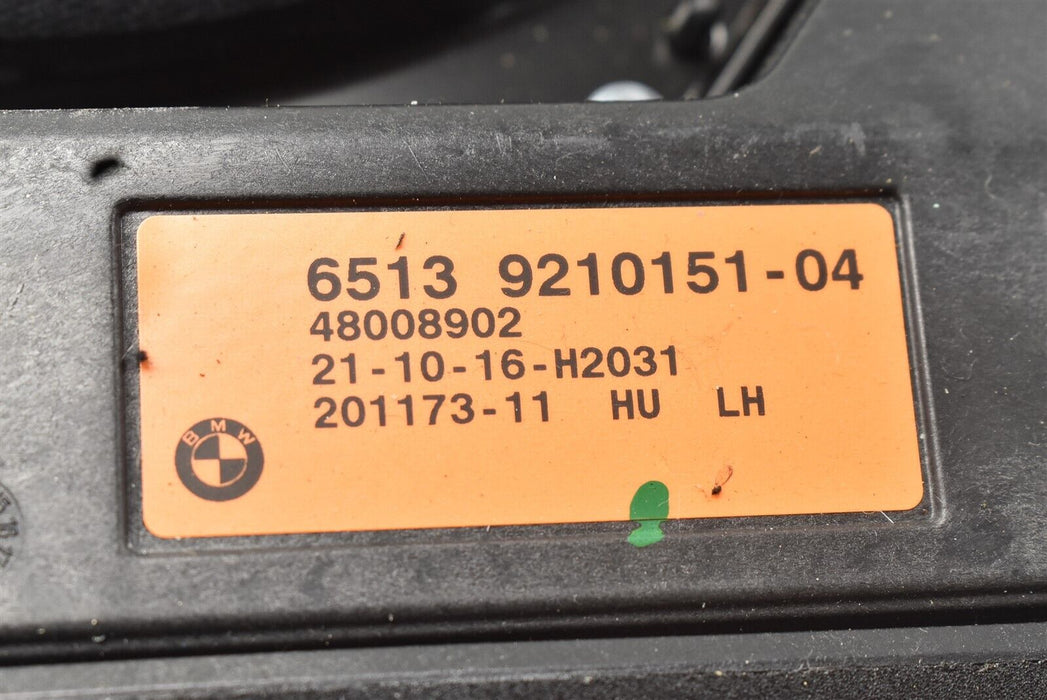 6513 9210151-04
48008902
21-10-16-H2031
201173-11 HU LH
BMW